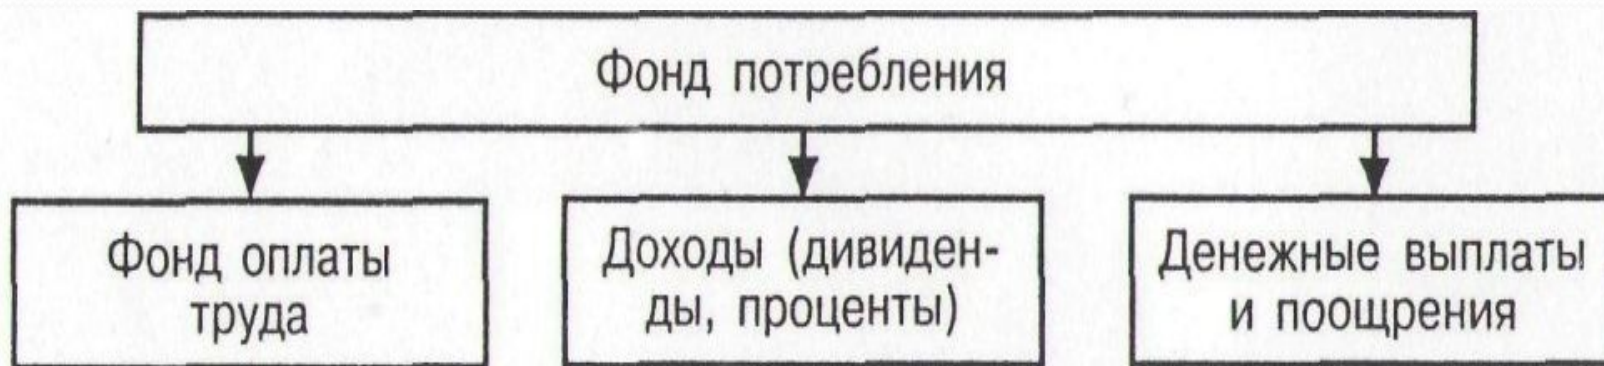 Фонд потребления
Фонд оплаты
труда
Доходы (дивиден-
ды, проценты)
Денежные выплаты
и поощрения